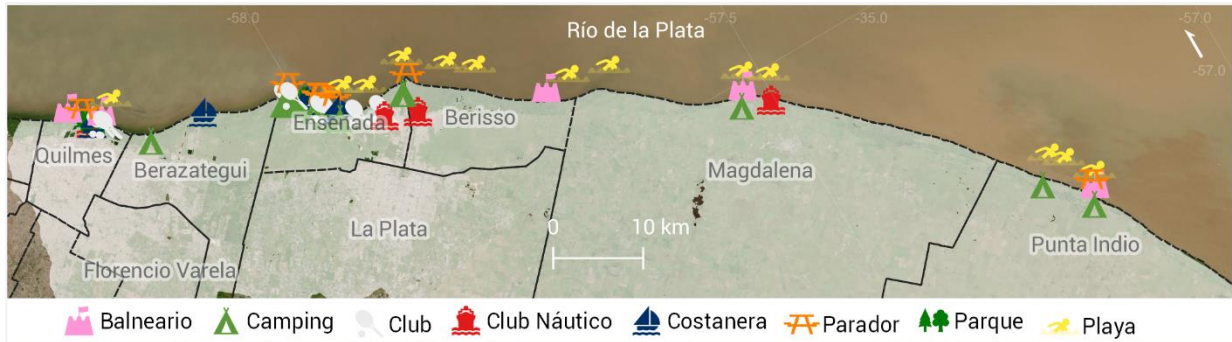 -58.0
-57.5
-35.0
-57.0
Río de la Plata
-57.0
Quilmes
Berazategui
Ensenada
Berisso
Magdalena
La Plata
0 10 km
Punta Indio
Florencio Varela
Balneario Camping Club Club Náutico Costanera Parador Parque Playa